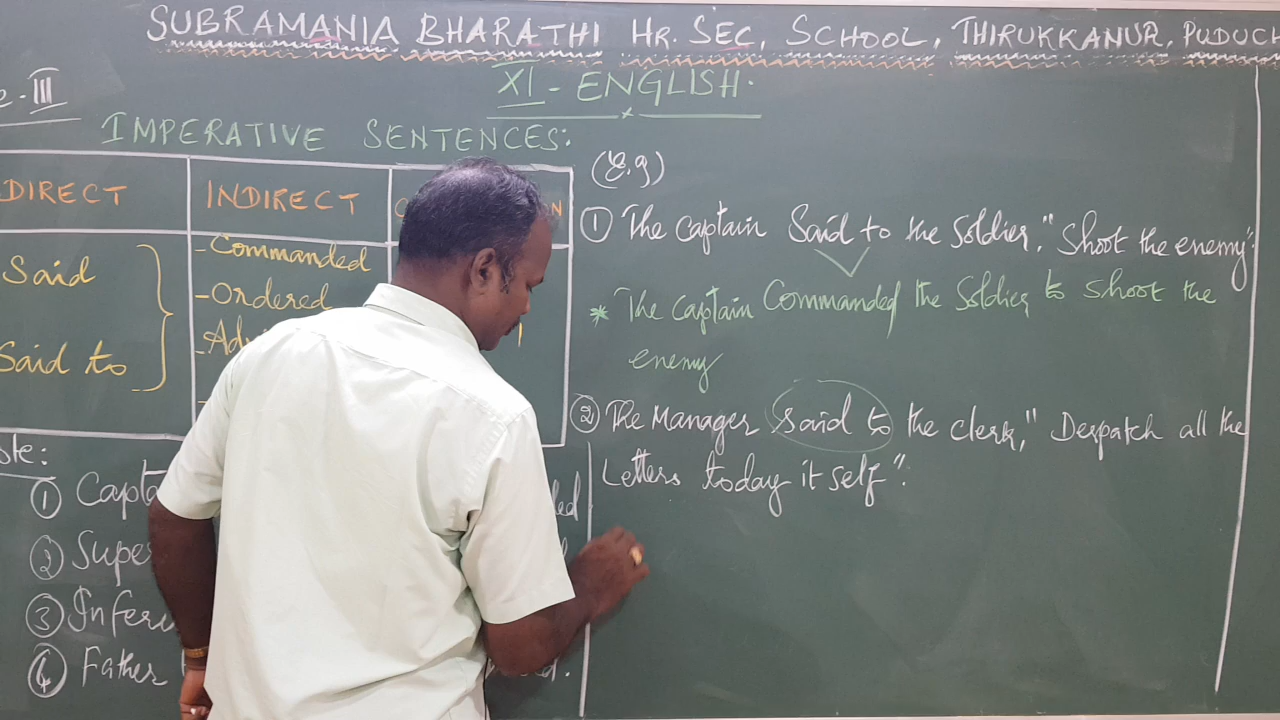 SUBRAMANIA BHARATHI HR. SEC, SCHOOL, THIRUKKANUR, PUDUCH
XI - ENGLISH.
III
IMPERATIVE SENTENCES:
DIRECT INDIRECT
Said
Said to
- Commanded
- Ordered
① Capta
② Supe
③ Infer
④ Father
(E.g)
① The Captain Said to the Soldier, "Shoot the enemy".
* The Captain Commanded the Soldier to Shoot the
enemy
② The Manager Said to the clerk, " Despatch all the
Letters today it self ".